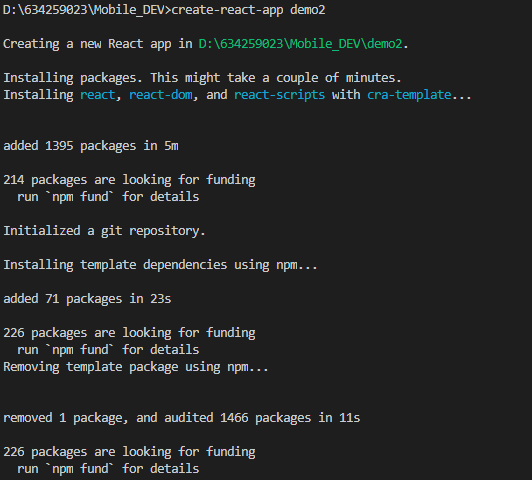 D:\634259023\Mobile_DEV>create-react-app demo2
Creating a new React app in D:\634259023\Mobile_DEV\demo2.
Installing packages. This might take a couple of minutes.
Installing react, react-dom, and react-scripts with cra-template...
added 1395 packages in 5m
214 packages are looking for funding
  run `npm fund` for details
Initialized a git repository.
Installing template dependencies using npm...
added 71 packages in 23s
226 packages are looking for funding
  run `npm fund` for details
Removing template package using npm...
removed 1 package, and audited 1466 packages in 11s
226 packages are looking for funding
  run `npm fund` for details